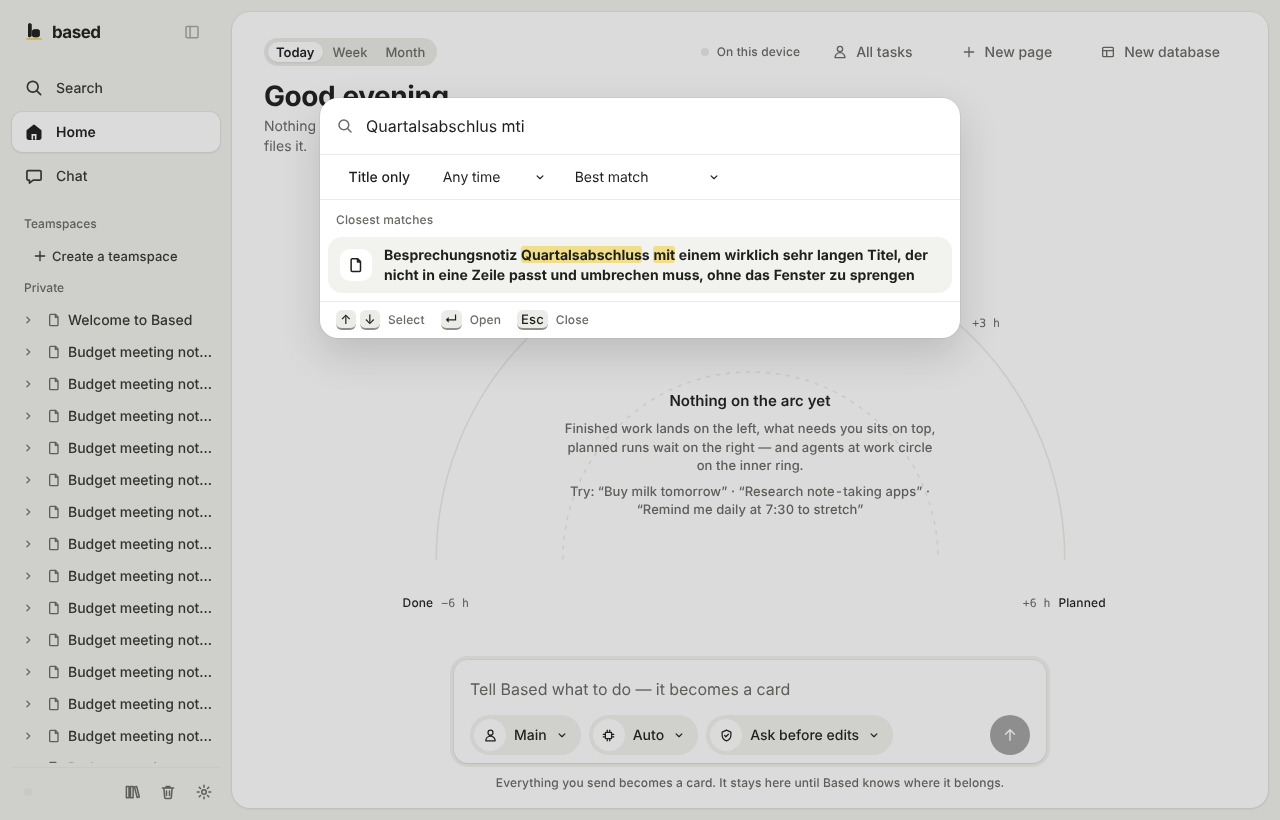 based
Search
Home
Chat
Teamspaces
Create a teamspace
Private
Welcome to Based
Budget meeting not...
Budget meeting not...
Budget meeting not...
Budget meeting not...
Budget meeting not...
Budget meeting not...
Budget meeting not...
Budget meeting not...
Budget meeting not...
Budget meeting not...
Budget meeting not...
Budget meeting not...
Budget meeting not...
Today Week Month
On this device
All tasks
New page
New database
Good evening
Nothing
files it.
Quartalsabschlus mti
Title only Any time Best match
Closest matches
Besprechungsnotiz Quartalsabschluss mit einem wirklich sehr langen Titel, der
nicht in eine Zeile passt und umbrechen muss, ohne das Fenster zu sprengen
Select Open Esc Close
+3 h
Nothing on the arc yet
Finished work lands on the left, what needs you sits on top,
planned runs wait on the right — and agents at work circle
on the inner ring.
Try: “Buy milk tomorrow” · “Research note-taking apps” ·
“Remind me daily at 7:30 to stretch”
Done −6 h
+6 h Planned
Tell Based what to do — it becomes a card
Main Auto Ask before edits
Everything you send becomes a card. It stays here until Based knows where it belongs.